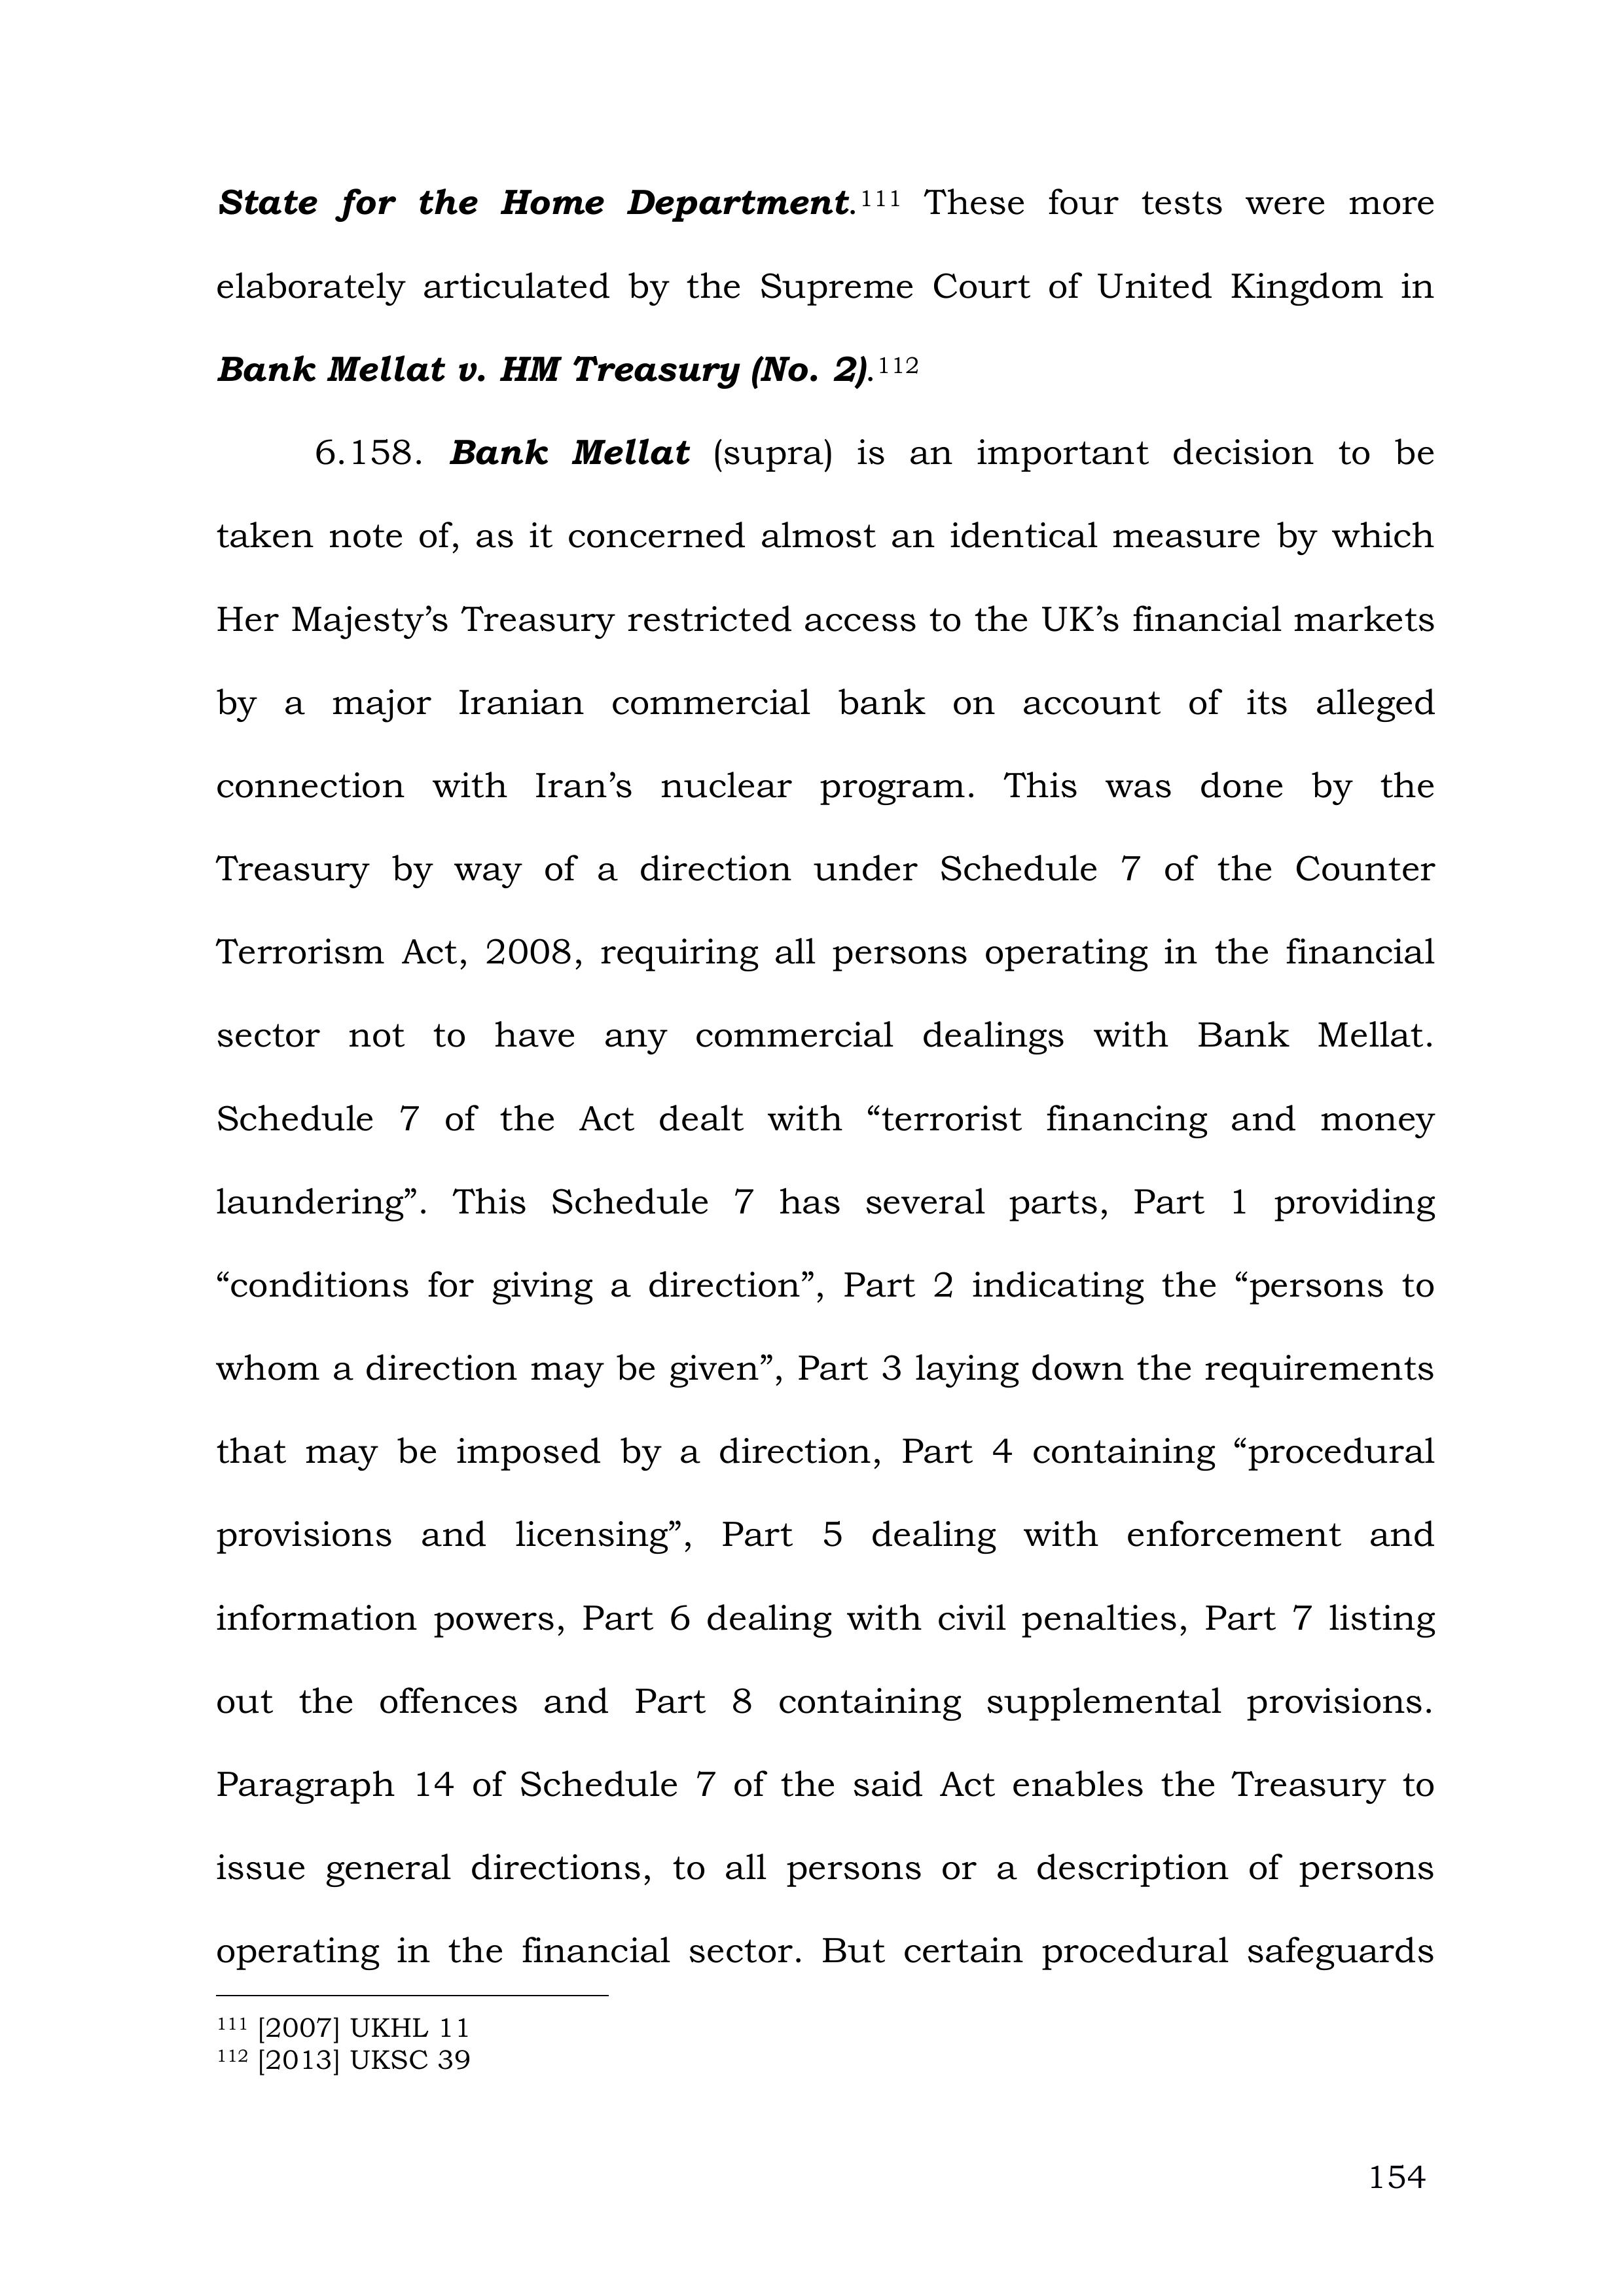 State for the Home Department.111 These four tests were more
elaborately articulated by the Supreme Court of United Kingdom in
Bank Mellat v. HM Treasury (No. 2).112
6.158. Bank Mellat (supra) is an important decision to be
taken note of, as it concerned almost an identical measure by which
Her Majesty’s Treasury restricted access to the UK’s financial markets
by a major Iranian commercial bank on account of its alleged
connection with Iran’s nuclear program. This was done by the
Treasury by way of a direction under Schedule 7 of the Counter
Terrorism Act, 2008, requiring all persons operating in the financial
sector not to have any commercial dealings with Bank Mellat.
Schedule 7 of the Act dealt with “terrorist financing and money
laundering”. This Schedule 7 has several parts, Part 1 providing
“conditions for giving a direction”, Part 2 indicating the “persons to
whom a direction may be given”, Part 3 laying down the requirements
that may be imposed by a direction, Part 4 containing “procedural
provisions and licensing”, Part 5 dealing with enforcement and
information powers, Part 6 dealing with civil penalties, Part 7 listing
out the offences and Part 8 containing supplemental provisions.
Paragraph 14 of Schedule 7 of the said Act enables the Treasury to
issue general directions, to all persons or a description of persons
operating in the financial sector. But certain procedural safeguards
111 [2007] UKHL 11
112 [2013] UKSC 39
154